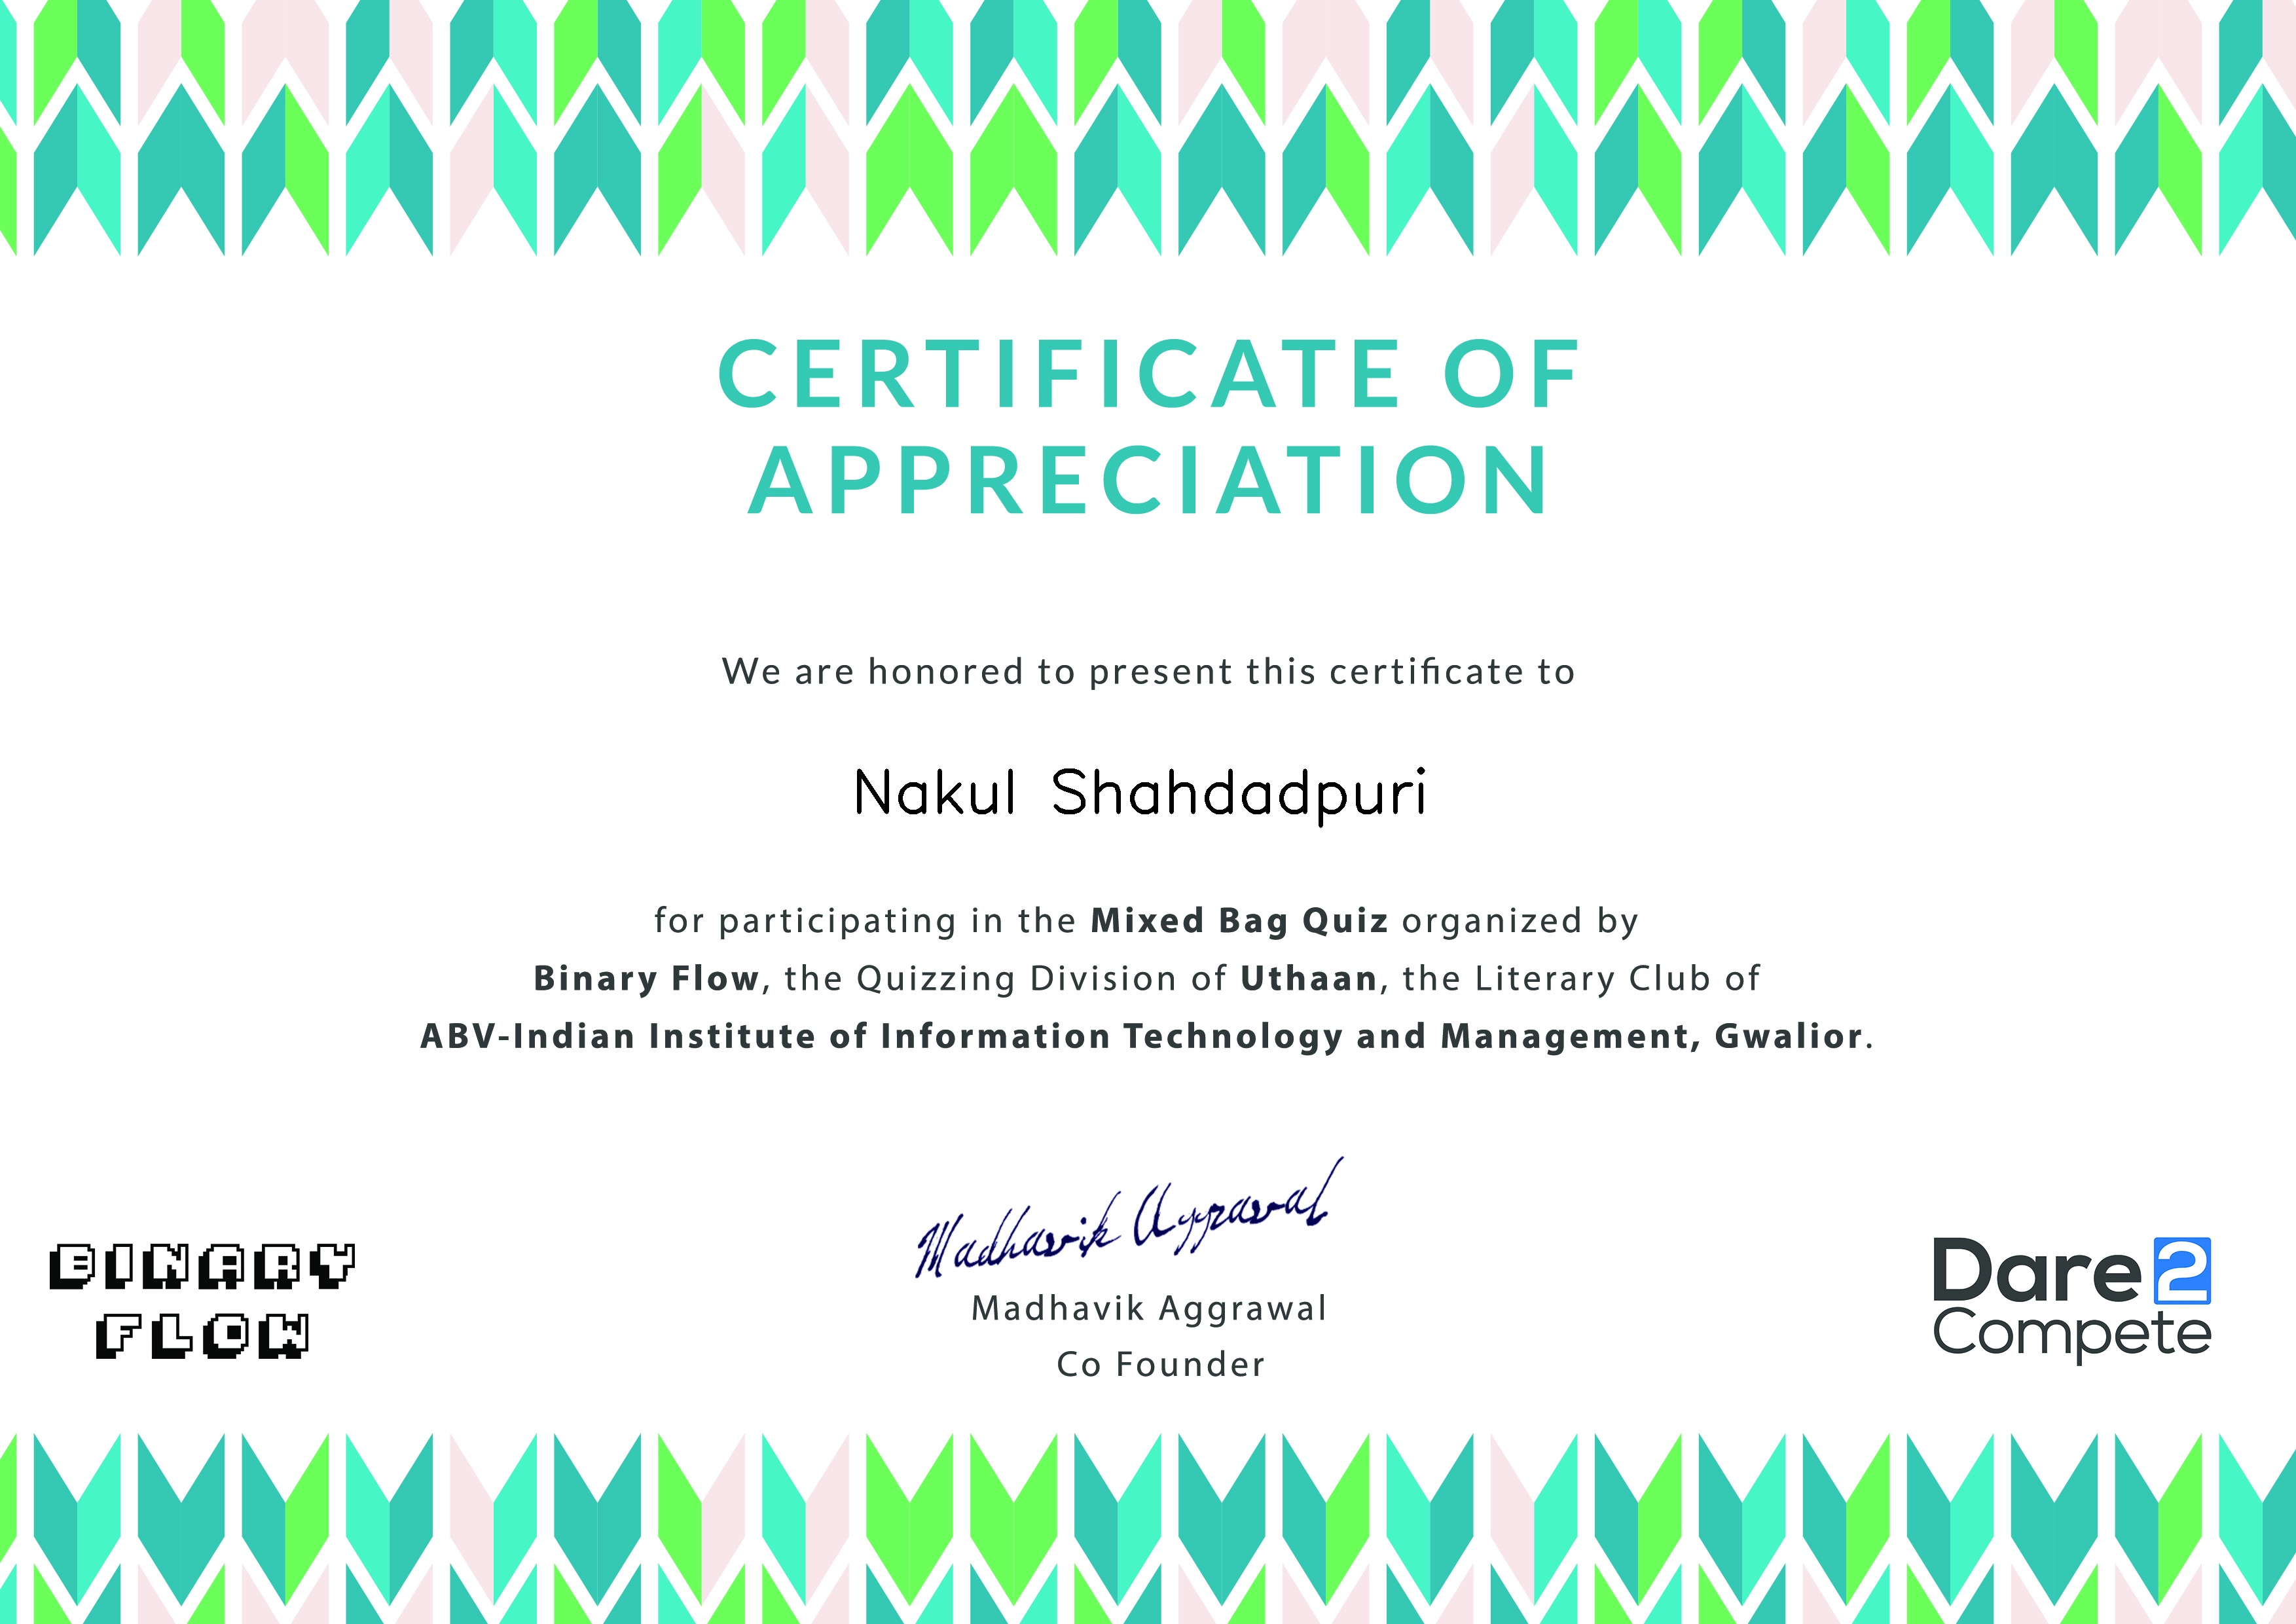 CERTIFICATE OF
APPRECIATION
We are honored to present this certificate to
Nakul Shahdadpuri
for participating in the Mixed Bag Quiz organized by
Binary Flow, the Quizzing Division of Uthaan, the Literary Club of
ABV-Indian Institute of Information Technology and Management, Gwalior.
Madhavik Aggrawal
Madhavik Aggrawal
Co Founder
BINARY
FLOW
Dare2
Compete